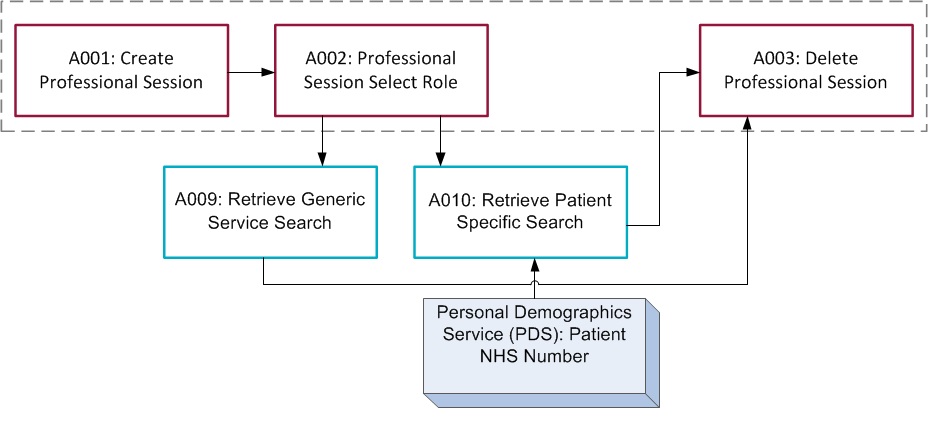 A001: Create
Professional Session
A002: Professional
Session Select Role
A003: Delete
Professional Session
A009: Retrieve Generic
Service Search
A010: Retrieve Patient
Specific Search
Personal Demographics
Service (PDS): Patient
NHS Number